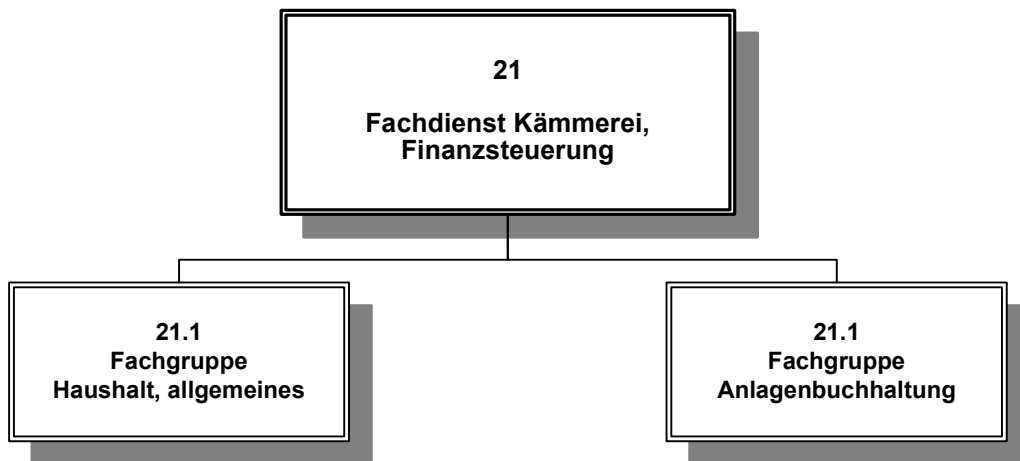 21
Fachdienst Kämmerei,
Finanzsteuerung
21.1
Fachgruppe
Haushalt, allgemeines
21.1
Fachgruppe
Anlagenbuchhaltung